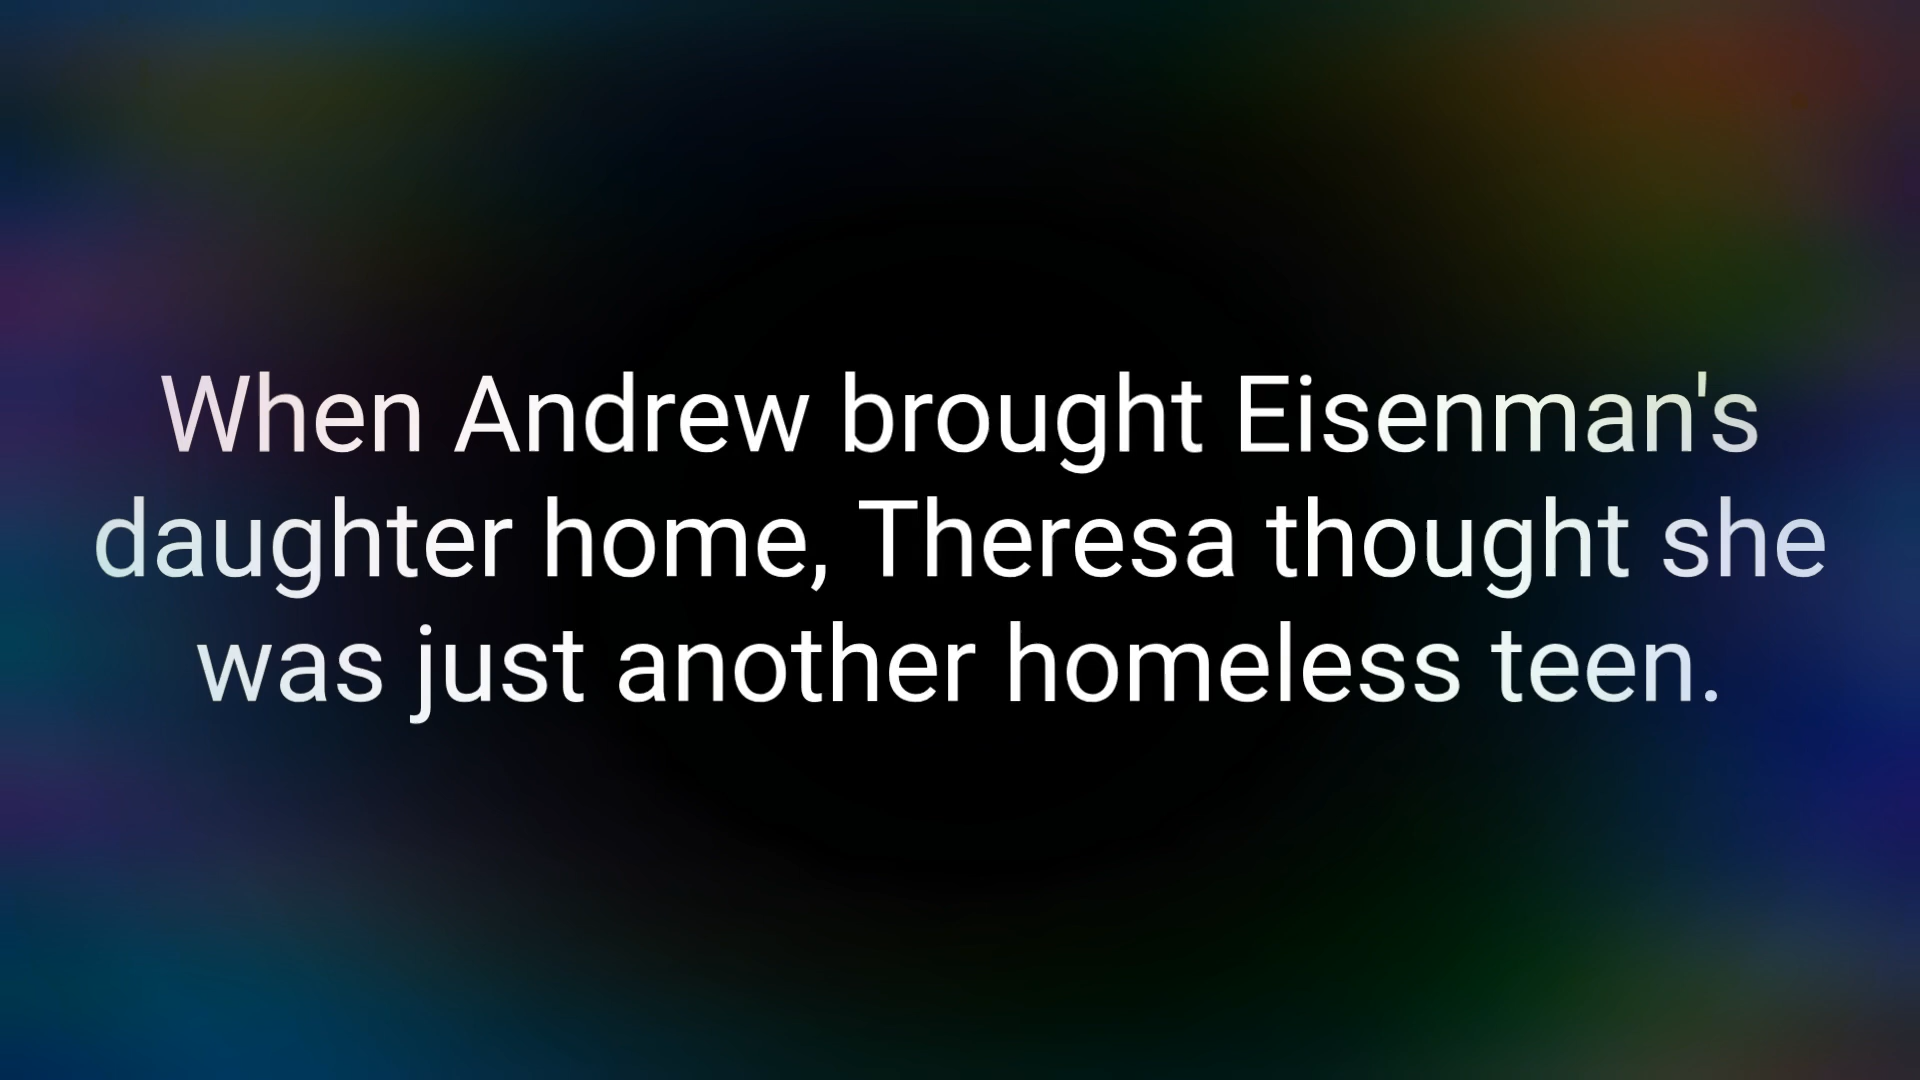 When Andrew brought Eisenman's
daughter home, Theresa thought she
was just another homeless teen.